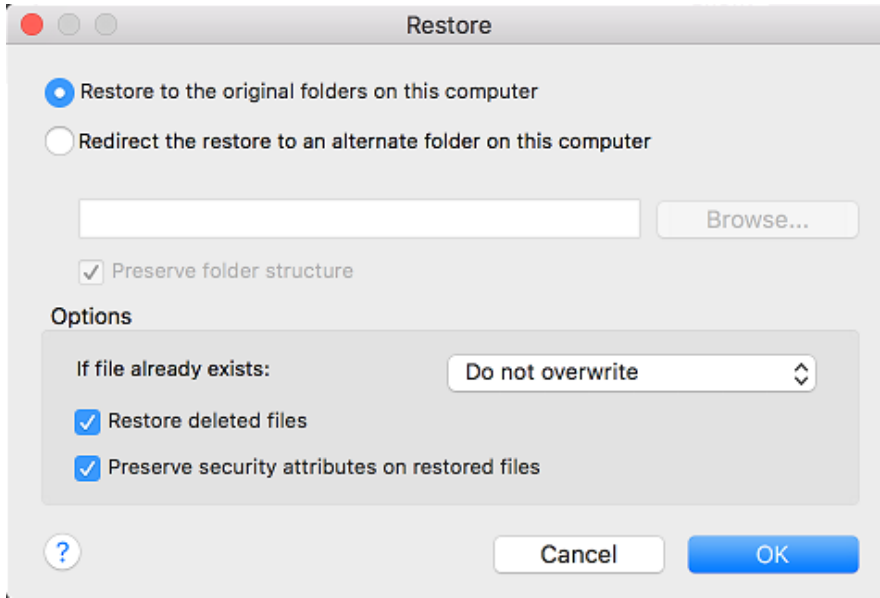 Restore
Restore to the original folders on this computer
Redirect the restore to an alternate folder on this computer
Browse...
Preserve folder structure
Options
If file already exists: Do not overwrite
Restore deleted files
Preserve security attributes on restored files
? Cancel OK